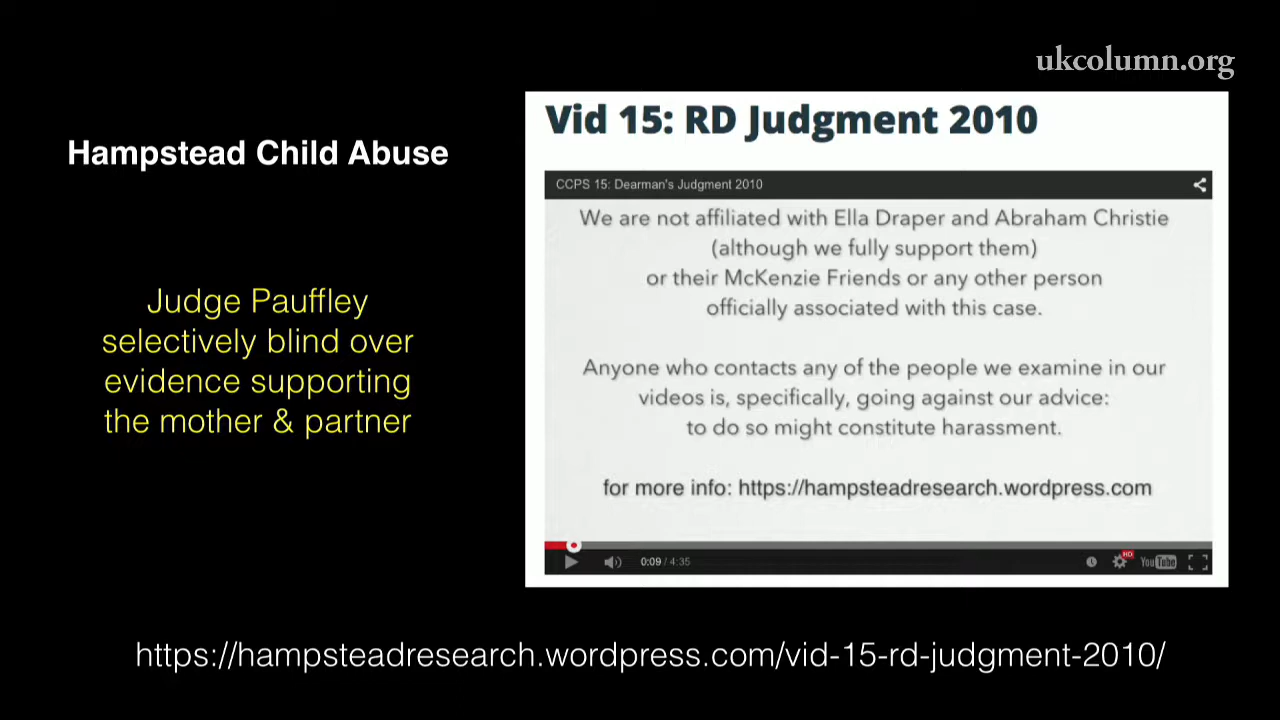 ukcolumn.org
Hampstead Child Abuse
Judge Pauffley
selectively blind over
evidence supporting
the mother & partner
Vid 15: RD Judgment 2010
CCPS 15: Dearman's Judgment 2010
We are not affiliated with Ella Draper and Abraham Christie
(although we fully support them)
or their McKenzie Friends or any other person
officially associated with this case.
Anyone who contacts any of the people we examine in our
videos is, specifically, going against our advice:
to do so might constitute harassment.
for more info: https://hampsteadresearch.wordpress.com
0:09 / 4:35
HD
YouTube
https://hampsteadresearch.wordpress.com/vid-15-rd-judgment-2010/